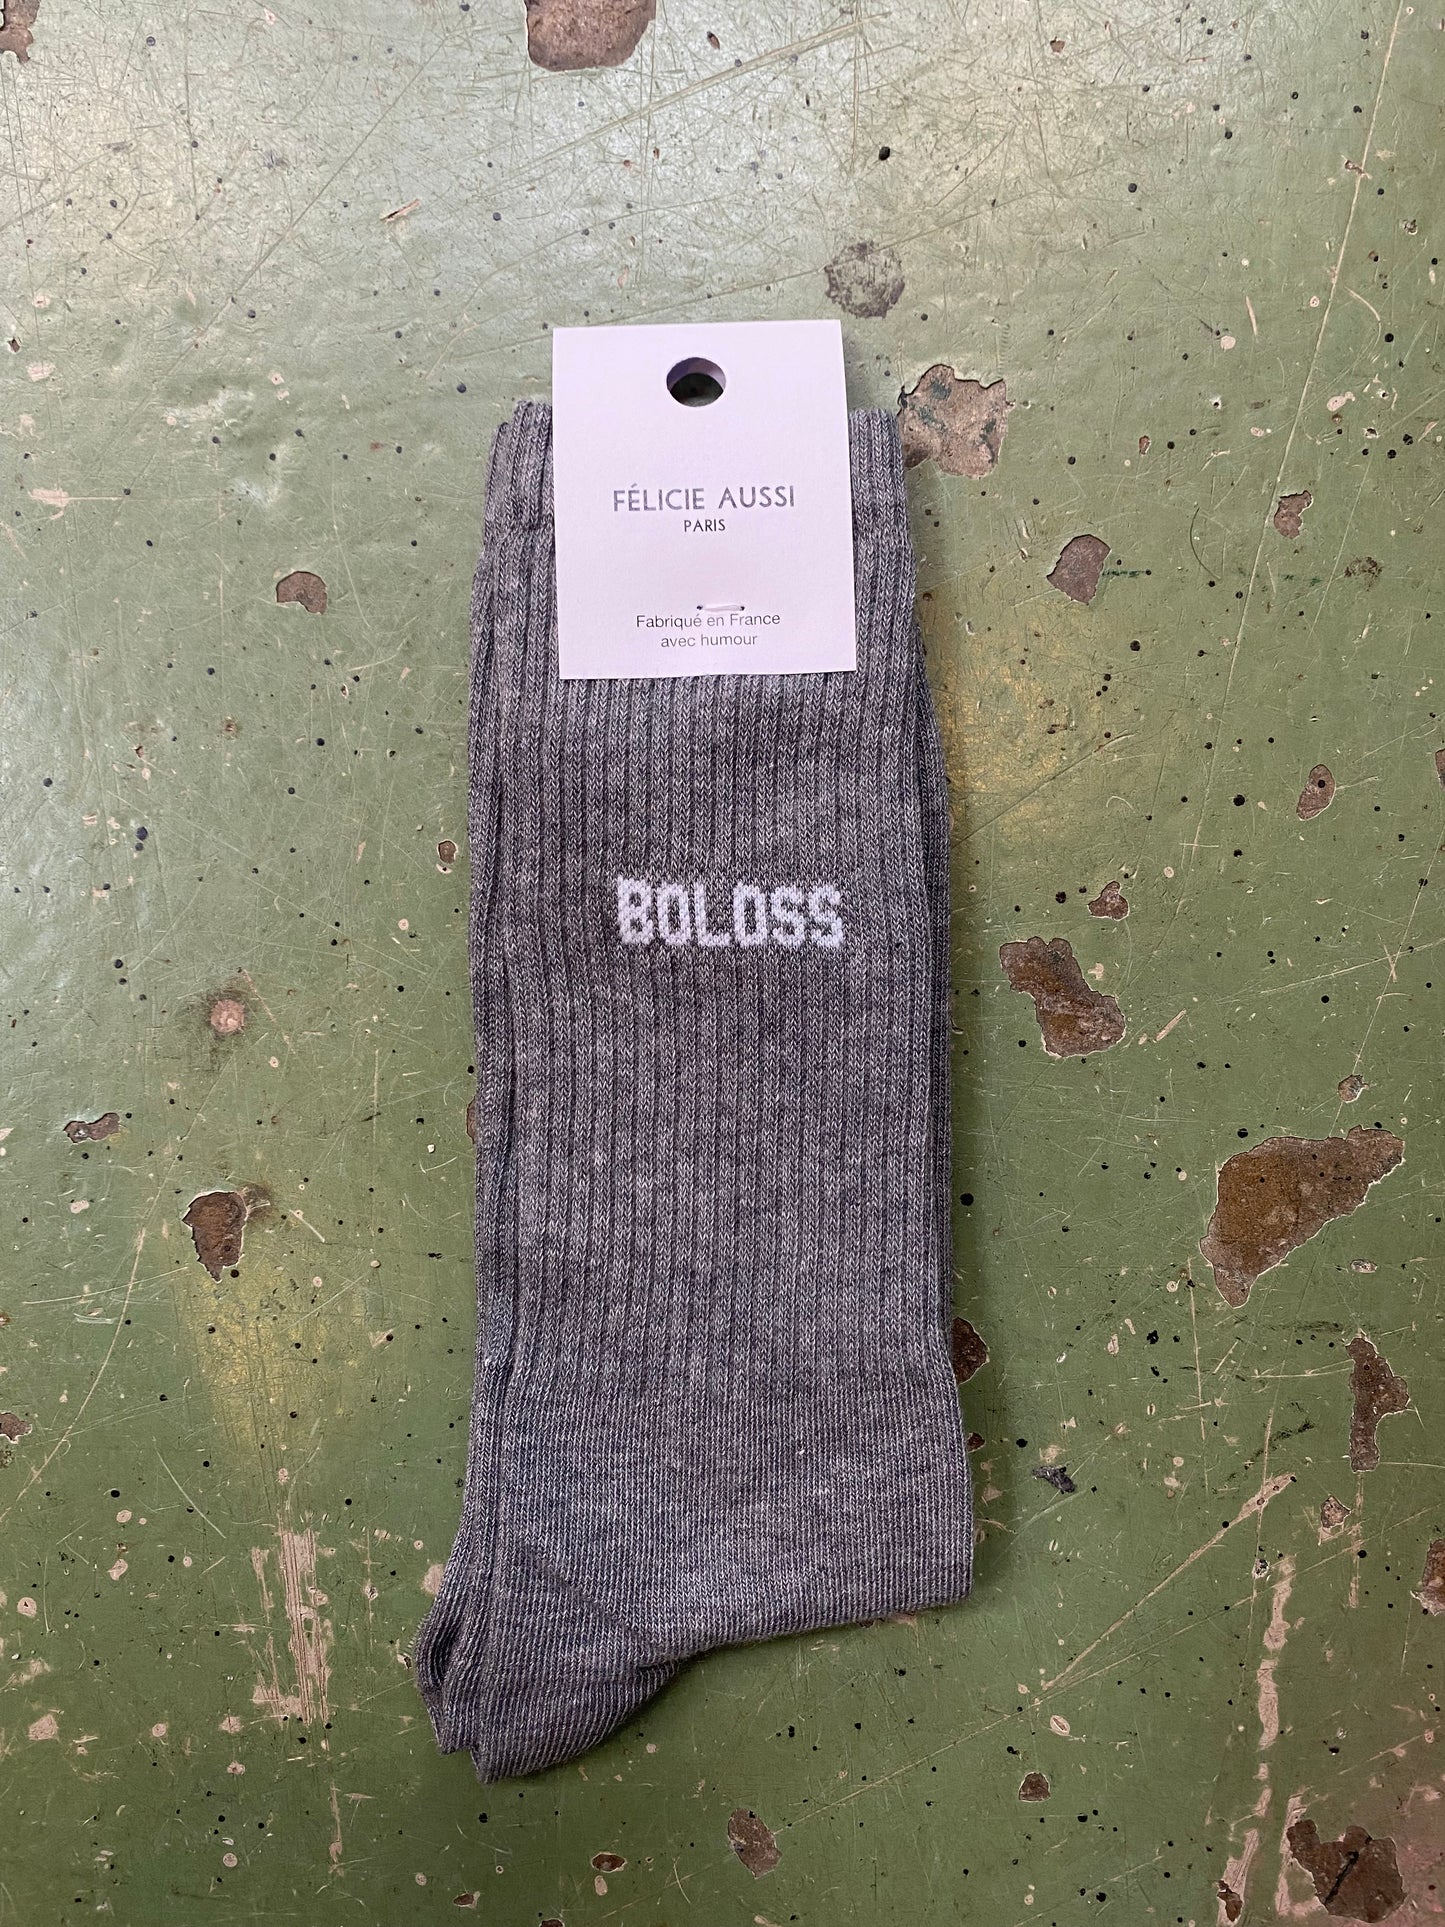 FÉLICIE AUSSI
PARIS
Fabriqué en France
avec humour
BOLOSS